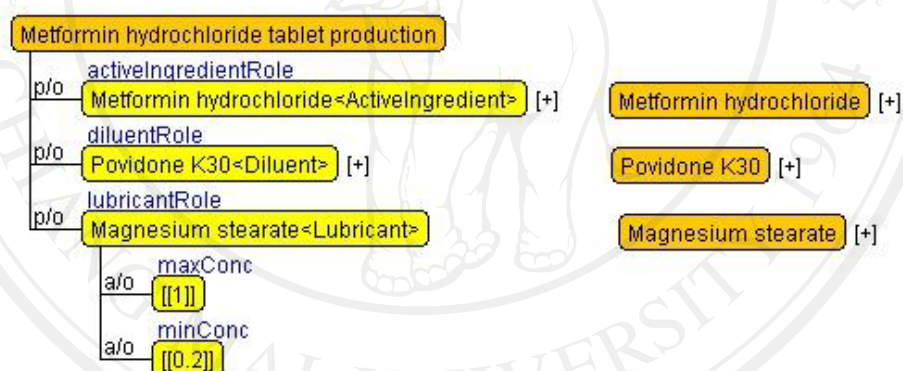 Metformin hydrochloride tablet production
activeIngredientRole
p/o Metformin hydrochloride<ActiveIngredient> [+] Metformin hydrochloride [+]
diluentRole
p/o Povidone K30<Diluent> [+] Povidone K30 [+]
lubricantRole
p/o Magnesium stearate<Lubricant> Magnesium stearate [+]
maxConc
a/o [[1]]
minConc
a/o [[0.2]]